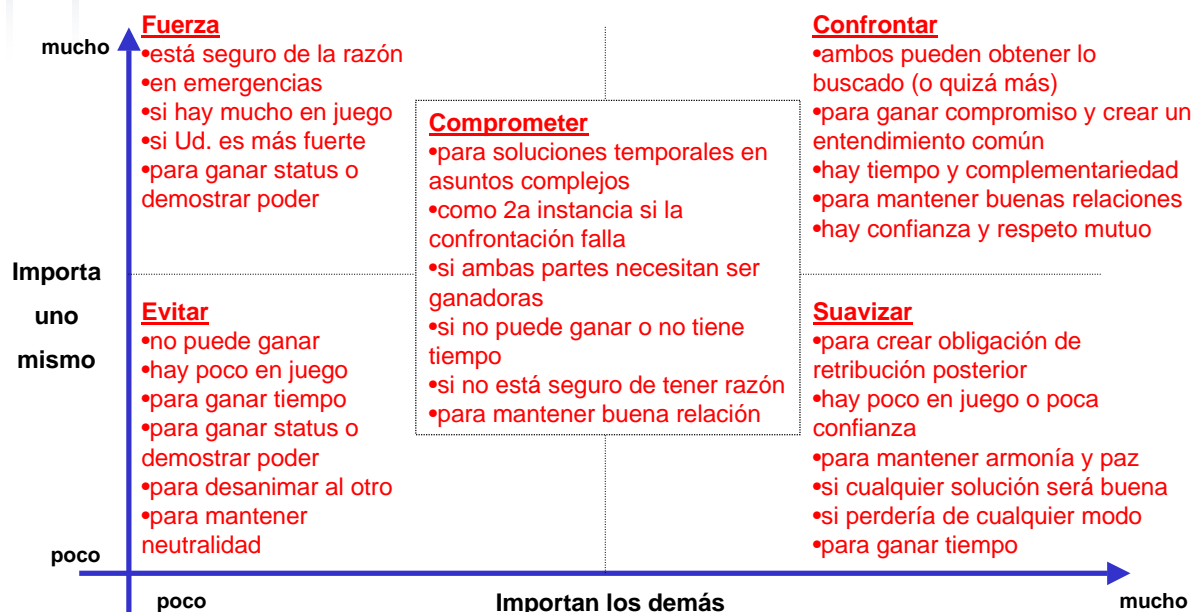 mucho
Fuerza
•está seguro de la razón
•en emergencias
•si hay mucho en juego
•si Ud. es más fuerte
•para ganar status o
demostrar poder
Confrontar
•ambos pueden obtener lo
buscado (o quizá más)
•para ganar compromiso y crear un
entendimiento común
•hay tiempo y complementariedad
•para mantener buenas relaciones
•hay confianza y respeto mutuo
Comprometer
•para soluciones temporales en
asuntos complejos
•como 2a instancia si la
confrontación falla
•si ambas partes necesitan ser
ganadoras
•si no puede ganar o no tiene
tiempo
•si no está seguro de tener razón
•para mantener buena relación
Importa
uno
mismo
Evitar
•no puede ganar
•hay poco en juego
•para ganar tiempo
•para ganar status o
demostrar poder
•para desanimar al otro
•para mantener
neutralidad
Suavizar
•para crear obligación de
retribución posterior
•hay poco en juego o poca
confianza
•para mantener armonía y paz
•si cualquier solución será buena
•si perdería de cualquier modo
•para ganar tiempo
poco
poco
Importan los demás
mucho